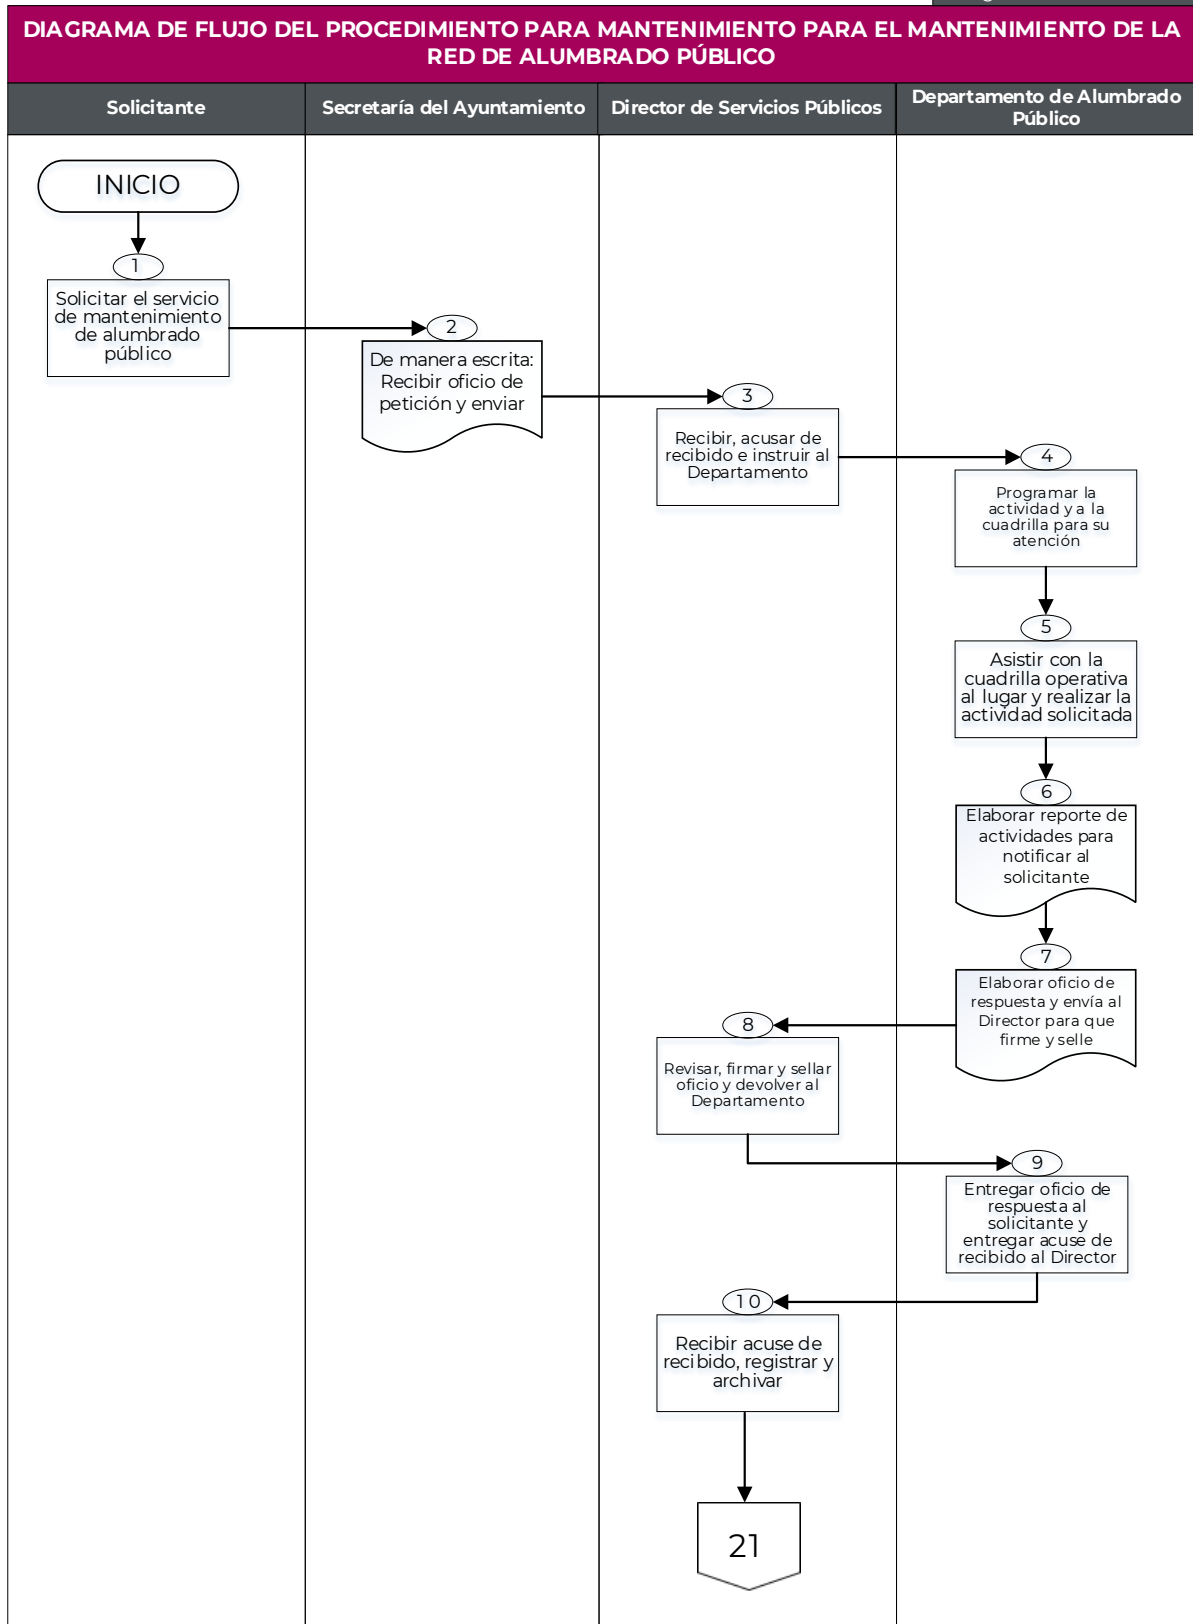 DIAGRAMA DE FLUJO DEL PROCEDIMIENTO PARA MANTENIMIENTO PARA EL MANTENIMIENTO DE LA
RED DE ALUMBRADO PÚBLICO
Solicitante
Secretaría del Ayuntamiento
Director de Servicios Públicos
Departamento de Alumbrado
Público
INICIO
1
Solicitar el servicio
de mantenimiento
de alumbrado
público
2
De manera escrita:
Recibir oficio de
petición y enviar
3
Recibir, acusar de
recibido e instruir al
Departamento
4
Programar la
actividad y a la
cuadrilla para su
atención
5
Asistir con la
cuadrilla operativa
al lugar y realizar la
actividad solicitada
6
Elaborar reporte de
actividades para
notificar al
solicitante
7
Elaborar oficio de
respuesta y envía al
Director para que
firme y selle
8
Revisar, firmar y sellar
oficio y devolver al
Departamento
9
Entregar oficio de
respuesta al
solicitante y
entregar acuse de
recibido al Director
10
Recibir acuse de
recibido, registrar y
archivar
21